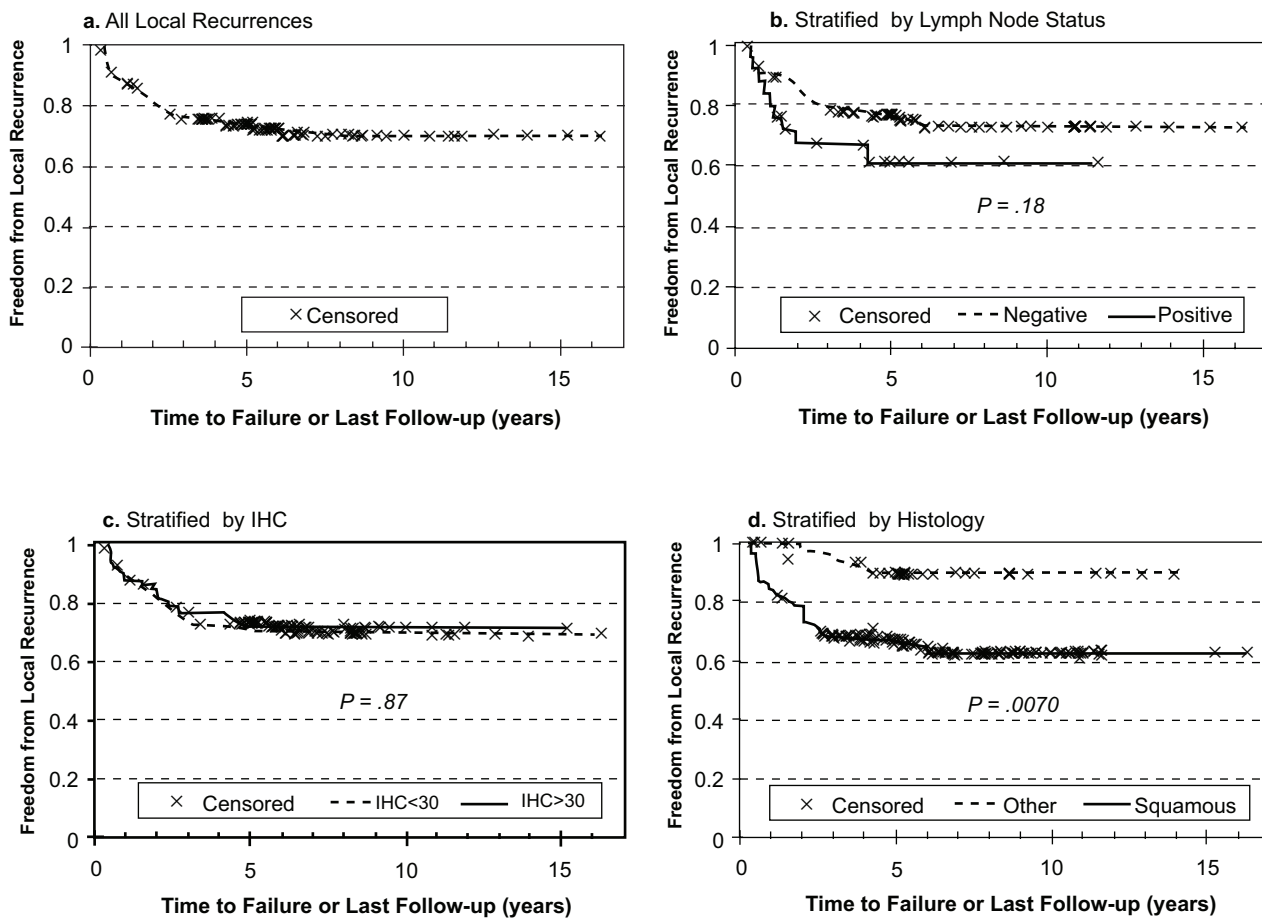 a. All Local Recurrences
Freedom from Local Recurrence
1
0.8
0.6
0.4
0.2
0
× Censored
0 5 10 15
Time to Failure or Last Follow-up (years)
b. Stratified by Lymph Node Status
Freedom from Local Recurrence
1
0.8
0.6
0.4
0.2
0
P = .18
× Censored Negative Positive
0 5 10 15
Time to Failure or Last Follow-up (years)
c. Stratified by IHC
Freedom from Local Recurrence
1
0.8
0.6
0.4
0.2
0
P = .87
× Censored IHC<30 IHC>30
0 5 10 15
Time to Failure or Last Follow-up (years)
d. Stratified by Histology
Freedom from Local Recurrence
1
0.8
0.6
0.4
0.2
0
P = .0070
× Censored Other Squamous
0 5 10 15
Time to Failure or Last Follow-up (years)